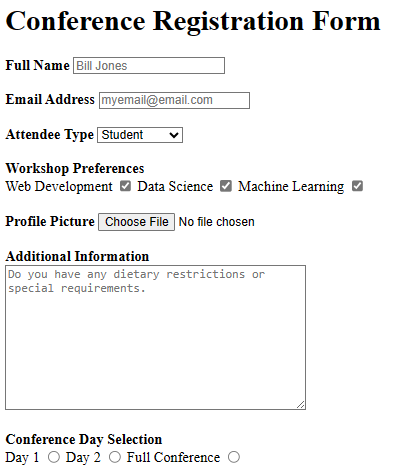 Conference Registration Form
Full Name Bill Jones
Email Address myemail@email.com
Attendee Type Student
Workshop Preferences
Web Development Data Science Machine Learning
Profile Picture Choose File No file chosen
Additional Information
Do you have any dietary restrictions or
special requirements.
Conference Day Selection
Day 1 Day 2 Full Conference